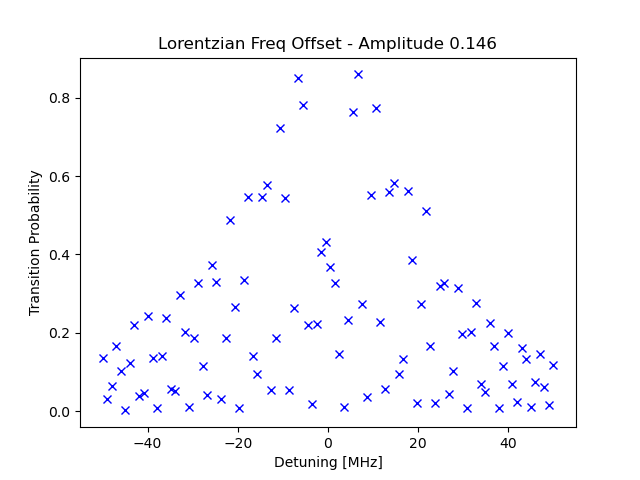 Lorentzian Freq Offset - Amplitude 0.146
Transition Probability
0.8
0.6
0.4
0.2
0.0
−40 −20 0 20 40
Detuning [MHz]